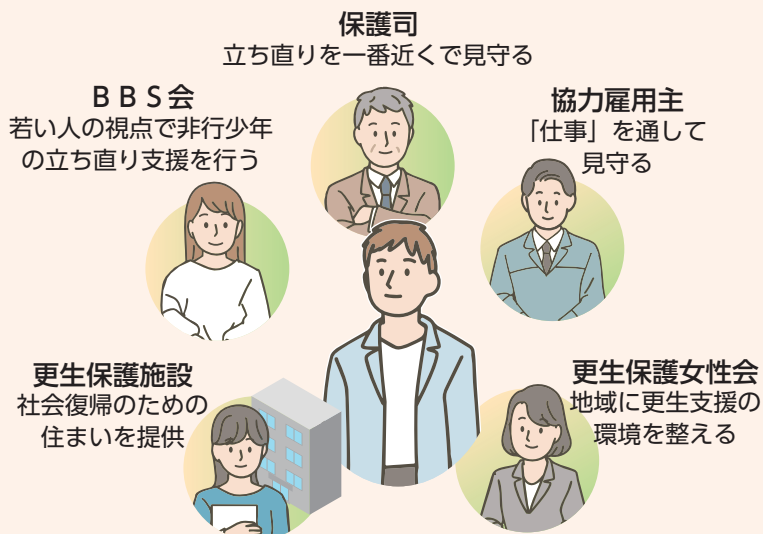 保護司
立ち直りを一番近くで見守る
BBS会
若い人の視点で非行少年
の立ち直り支援を行う
協力雇用主
「仕事」を通して
見守る
更生保護施設
社会復帰のための
住まいを提供
更生保護女性会
地域に更生支援の
環境を整える